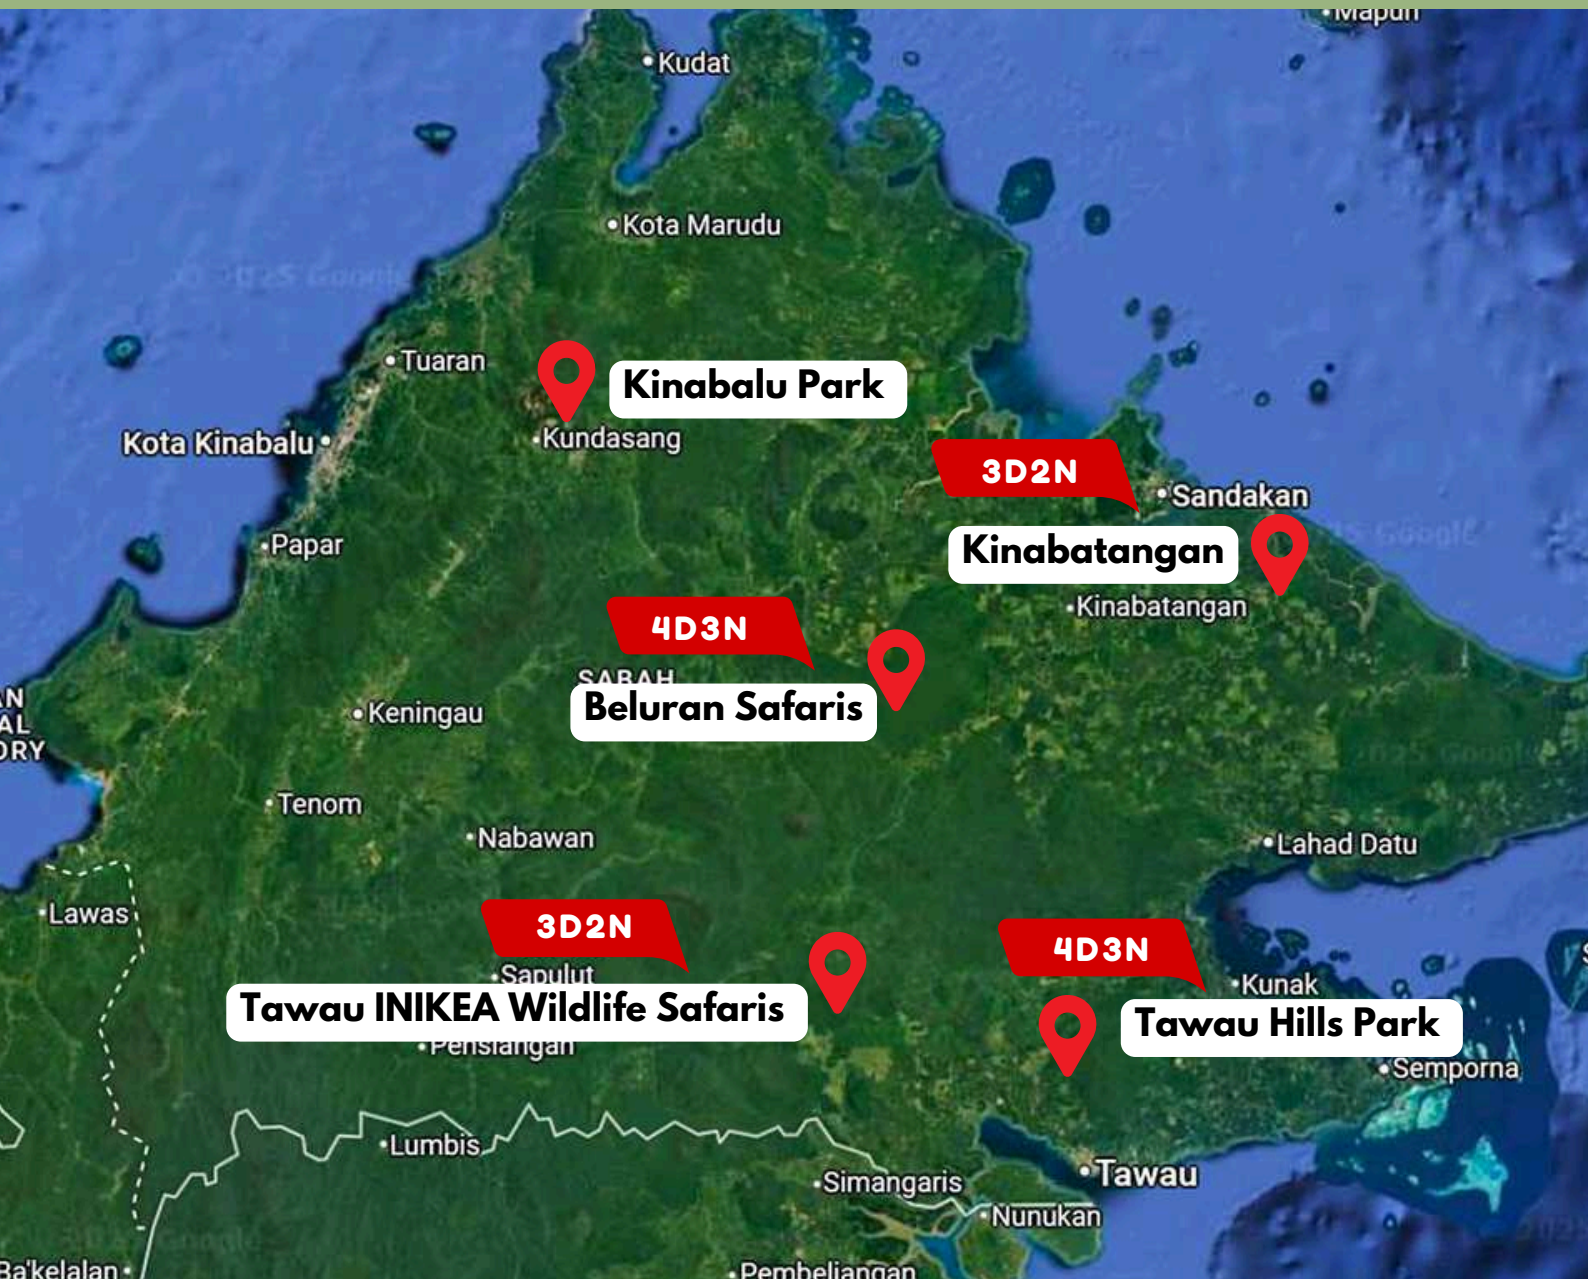 Mapun
Kudat
Kota Marudu
Tuaran
Kinabalu Park
Kota Kinabalu
Kundasang
3D2N
Sandakan
Papar
Kinabatangan
Kinabatangan
4D3N
SABAH
Beluran Safaris
Keningau
Tenom
Nabawan
Lahad Datu
Lawas
3D2N
4D3N
Sapulut
Kunak
Tawau INIKEA Wildlife Safaris
Tawau Hills Park
Pensiangan
Semporna
Lumbis
Tawau
Simangaris
Nunukan
Ba'kelalan
Pembeliangan